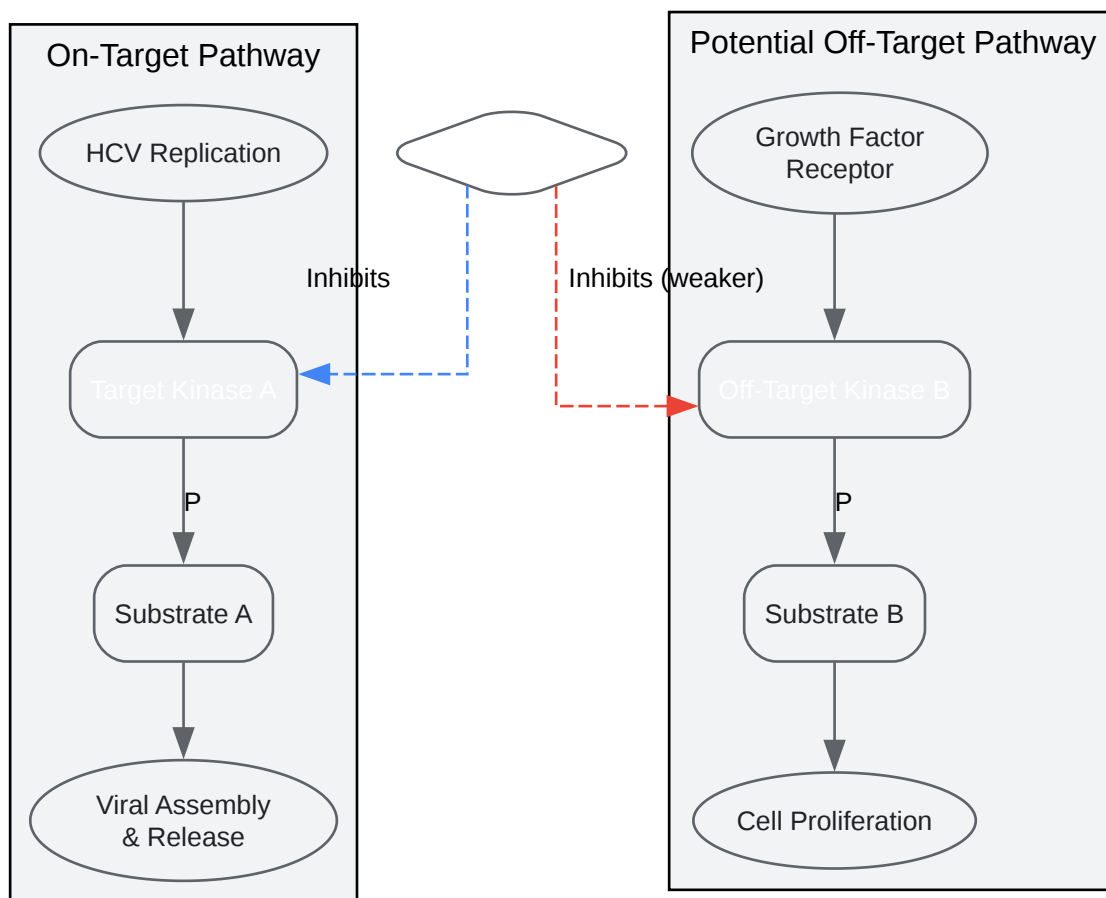 On-Target Pathway
HCV Replication
Inhibits
Target Kinase A
P
Substrate A
Viral Assembly
& Release
Potential Off-Target Pathway
Growth Factor
Receptor
Inhibits (weaker)
Off-Target Kinase B
P
Substrate B
Cell Proliferation